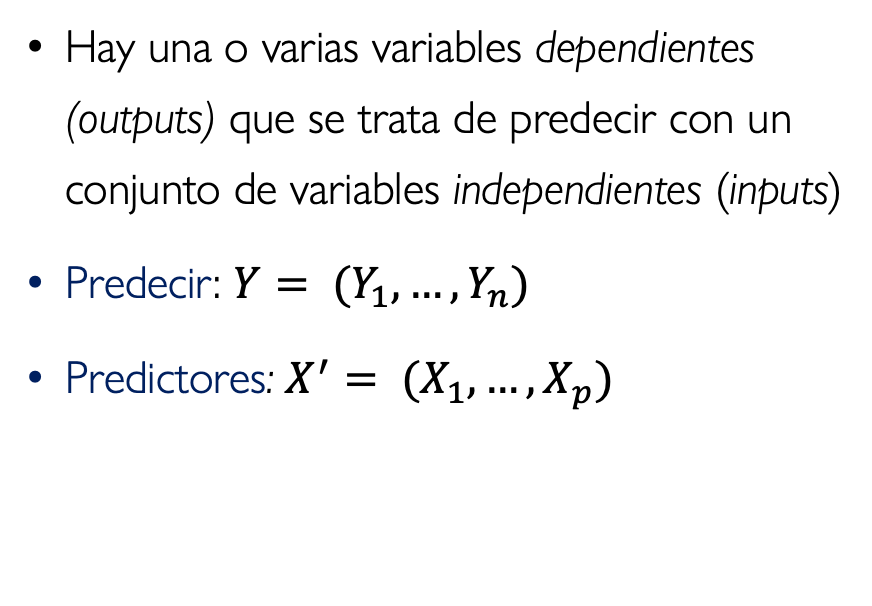 • Hay una o varias variables dependientes
(outputs) que se trata de predecir con un
conjunto de variables independientes (inputs)
• Predecir: Y = (Y₁, … , Yₙ)
• Predictores: X′ = (X₁, … , Xₚ)